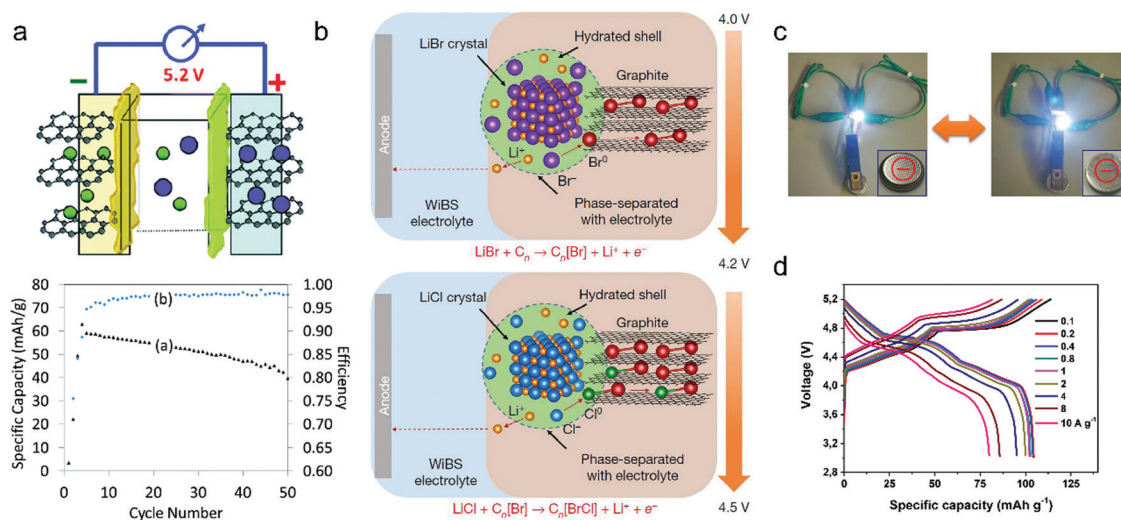 a
5.2 V
−
+
Specific Capacity (mAh/g)
80
70
60
50
40
30
20
10
0
(b)
(a)
1.00
0.95
0.90
0.85
0.80
0.75
0.70
0.65
0.60
Efficiency
0
10
20
30
40
50
Cycle Number
b
LiBr crystal
Hydrated shell
Graphite
Anode
Li⁺
Br⁻
Br⁰
WiBS
electrolyte
Phase-separated
with electrolyte
LiBr + Cₙ → Cₙ[Br] + Li⁺ + e⁻
4.0 V
4.2 V
LiCl crystal
Hydrated shell
Graphite
Anode
Li⁺
Cl⁻
Cl⁰
WiBS
electrolyte
Phase-separated
with electrolyte
LiCl + Cₙ[Br] → Cₙ[BrCl] + Li⁺ + e⁻
4.5 V
c
d
Voltage (V)
5,2
4,8
4,4
4,0
3,6
3,2
2,8
0.1
0.2
0.4
0.8
1
2
4
8
10 A g⁻¹
0
25
50
75
100
125
Specific capacity (mAh g⁻¹)